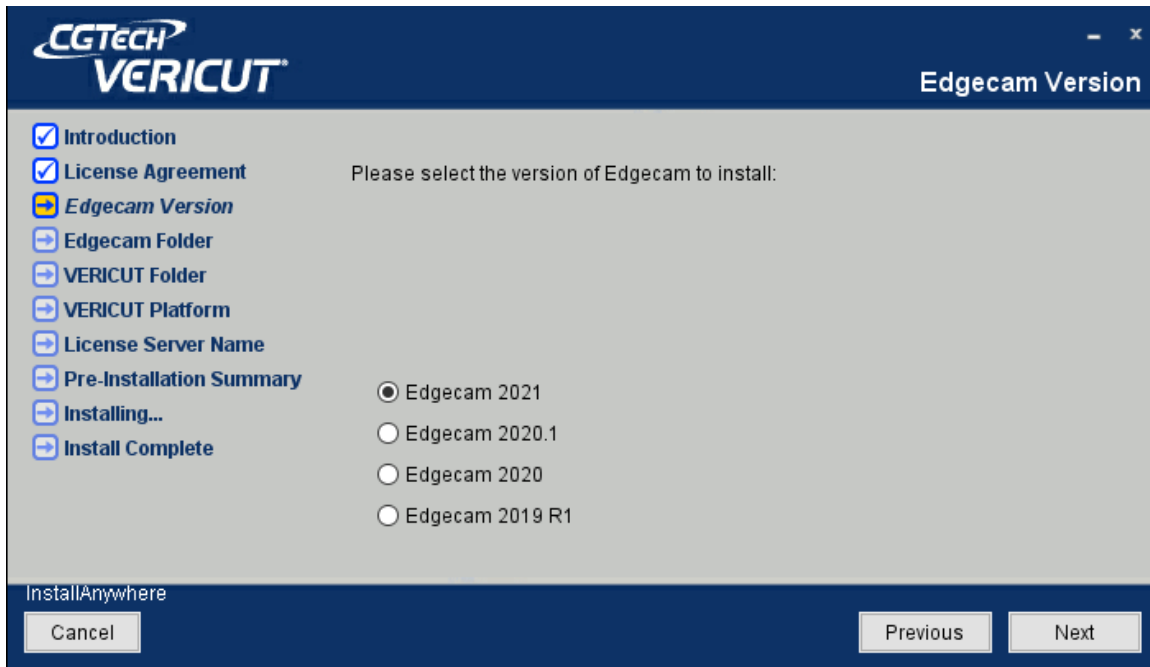 CGTECH
VERICUT
Edgecam Version
Introduction
License Agreement
Edgecam Version
Edgecam Folder
VERICUT Folder
VERICUT Platform
License Server Name
Pre-Installation Summary
Installing...
Install Complete
Please select the version of Edgecam to install:
Edgecam 2021
Edgecam 2020.1
Edgecam 2020
Edgecam 2019 R1
InstallAnywhere
Cancel
Previous
Next